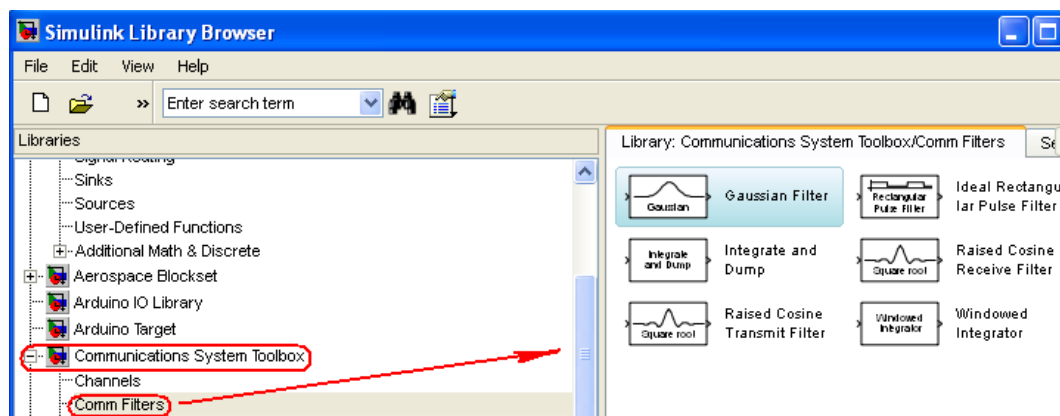 Simulink Library Browser
File Edit View Help
» Enter search term
Libraries
Library: Communications System Toolbox/Comm Filters
Signal Routing
Sinks
Sources
User-Defined Functions
Additional Math & Discrete
Aerospace Blockset
Arduino IO Library
Arduino Target
Communications System Toolbox
Channels
Comm Filters
Gaussian
Gaussian Filter
Rectangular
Pulse Filter
Ideal Rectangu
lar Pulse Filter
Integrate
and Dump
Integrate and
Dump
Square root
Raised Cosine
Receive Filter
Square root
Raised Cosine
Transmit Filter
Windowed
Integrator
Windowed
Integrator